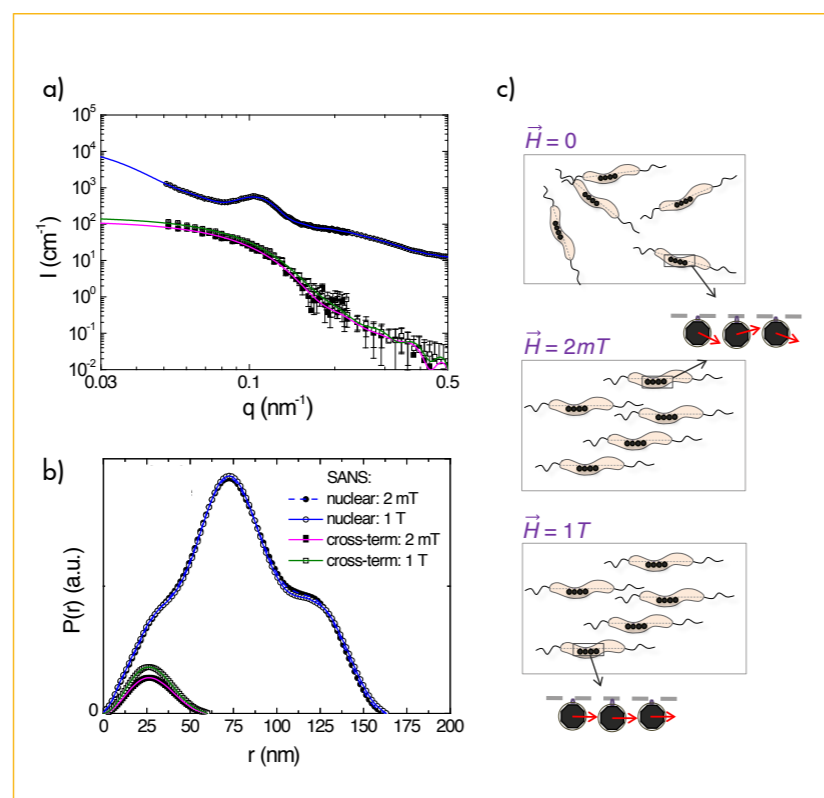 a)
10⁵
10⁴
10³
10²
10¹
10⁰
10⁻¹
10⁻²
I (cm⁻¹)
0.03
0.1
0.5
q (nm⁻¹)
b)
SANS:
nuclear: 2 mT
nuclear: 1 T
cross-term: 2 mT
cross-term: 1 T
P(r) (a.u.)
0
0 25 50 75 100 125 150 175 200
r (nm)
c)
H⃗ = 0
H⃗ = 2mT
H⃗ = 1T